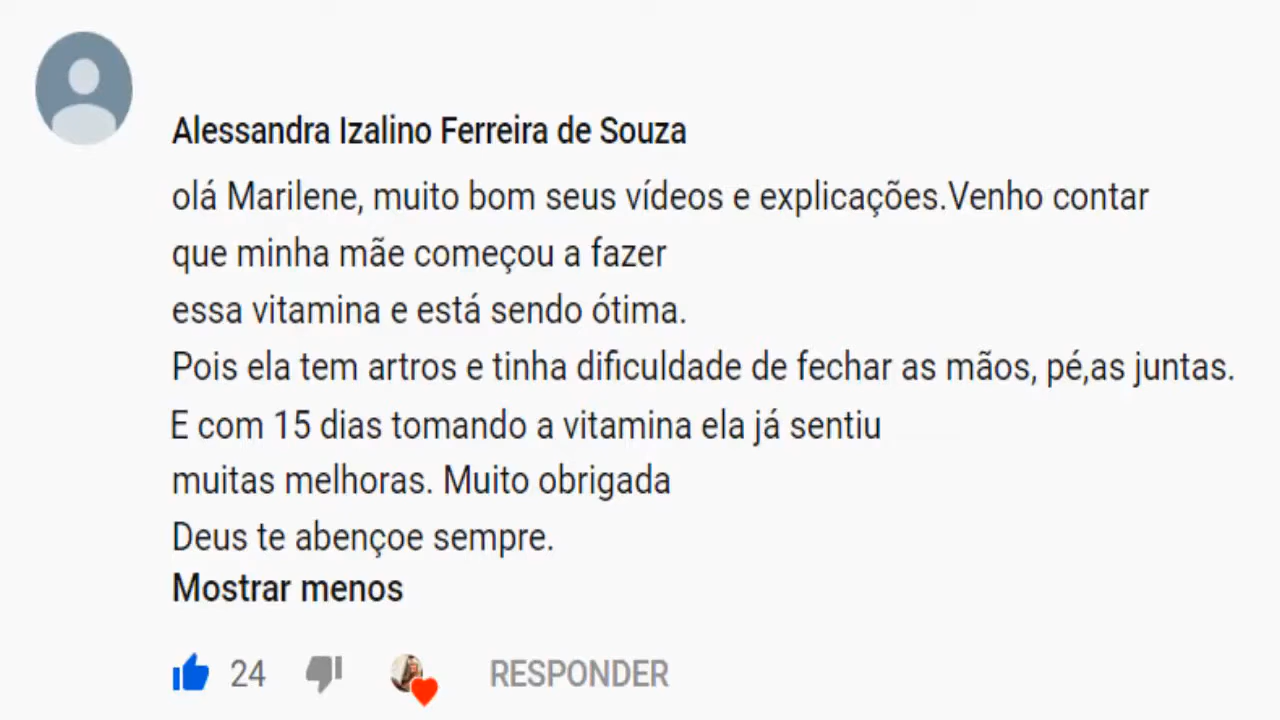 Alessandra Izalino Ferreira de Souza
olá Marilene, muito bom seus vídeos e explicações.Venho contar
que minha mãe começou a fazer
essa vitamina e está sendo ótima.
Pois ela tem artros e tinha dificuldade de fechar as mãos, pé,as juntas.
E com 15 dias tomando a vitamina ela já sentiu
muitas melhoras. Muito obrigada
Deus te abençoe sempre.
Mostrar menos
24
RESPONDER